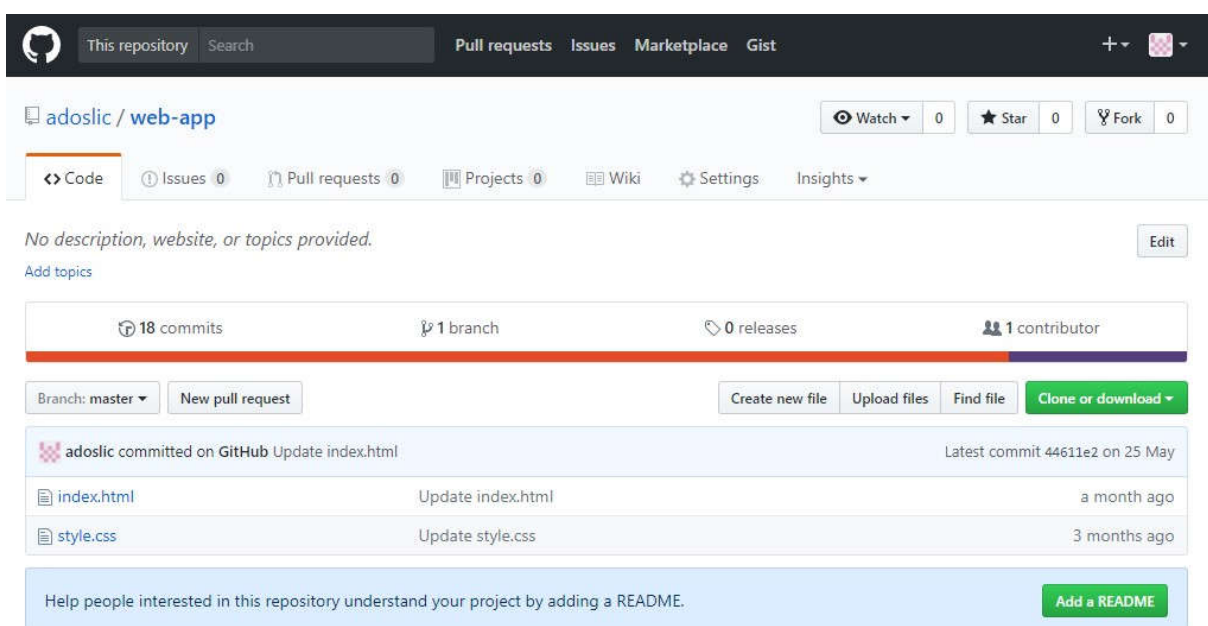 This repository Search Pull requests Issues Marketplace Gist
adoslic / web-app Watch 0 Star 0 Fork 0
Code Issues 0 Pull requests 0 Projects 0 Wiki Settings Insights
No description, website, or topics provided. Edit
Add topics
18 commits 1 branch 0 releases 1 contributor
Branch: master New pull request Create new file Upload files Find file Clone or download
adoslic committed on GitHub Update index.html Latest commit 44611e2 on 25 May
index.html Update index.html a month ago
style.css Update style.css 3 months ago
Help people interested in this repository understand your project by adding a README. Add a README